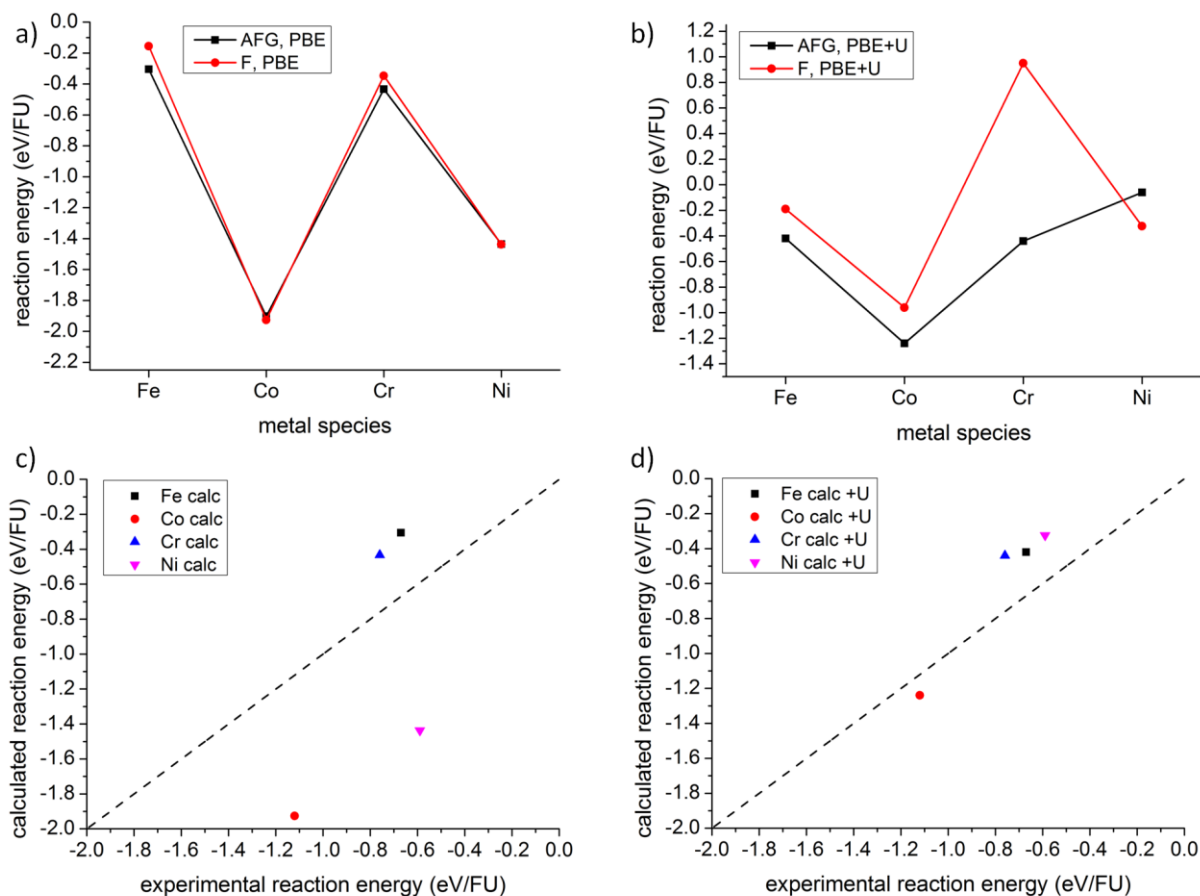 a)
AFG, PBE
F, PBE
0.0
-0.2
-0.4
-0.6
-0.8
-1.0
-1.2
-1.4
-1.6
-1.8
-2.0
-2.2
reaction energy (eV/FU)
Fe Co Cr Ni
metal species
b)
AFG, PBE+U
F, PBE+U
1.2
1.0
0.8
0.6
0.4
0.2
0.0
-0.2
-0.4
-0.6
-0.8
-1.0
-1.2
-1.4
reaction energy (eV/FU)
Fe Co Cr Ni
metal species
c)
Fe calc
Co calc
Cr calc
Ni calc
0.0
-0.2
-0.4
-0.6
-0.8
-1.0
-1.2
-1.4
-1.6
-1.8
-2.0
calculated reaction energy (eV/FU)
-2.0 -1.8 -1.6 -1.4 -1.2 -1.0 -0.8 -0.6 -0.4 -0.2 0.0
experimental reaction energy (eV/FU)
d)
Fe calc +U
Co calc +U
Cr calc +U
Ni calc +U
0.0
-0.2
-0.4
-0.6
-0.8
-1.0
-1.2
-1.4
-1.6
-1.8
-2.0
calculated reaction energy (eV/FU)
-2.0 -1.8 -1.6 -1.4 -1.2 -1.0 -0.8 -0.6 -0.4 -0.2 0.0
experimental reaction energy (eV/FU)